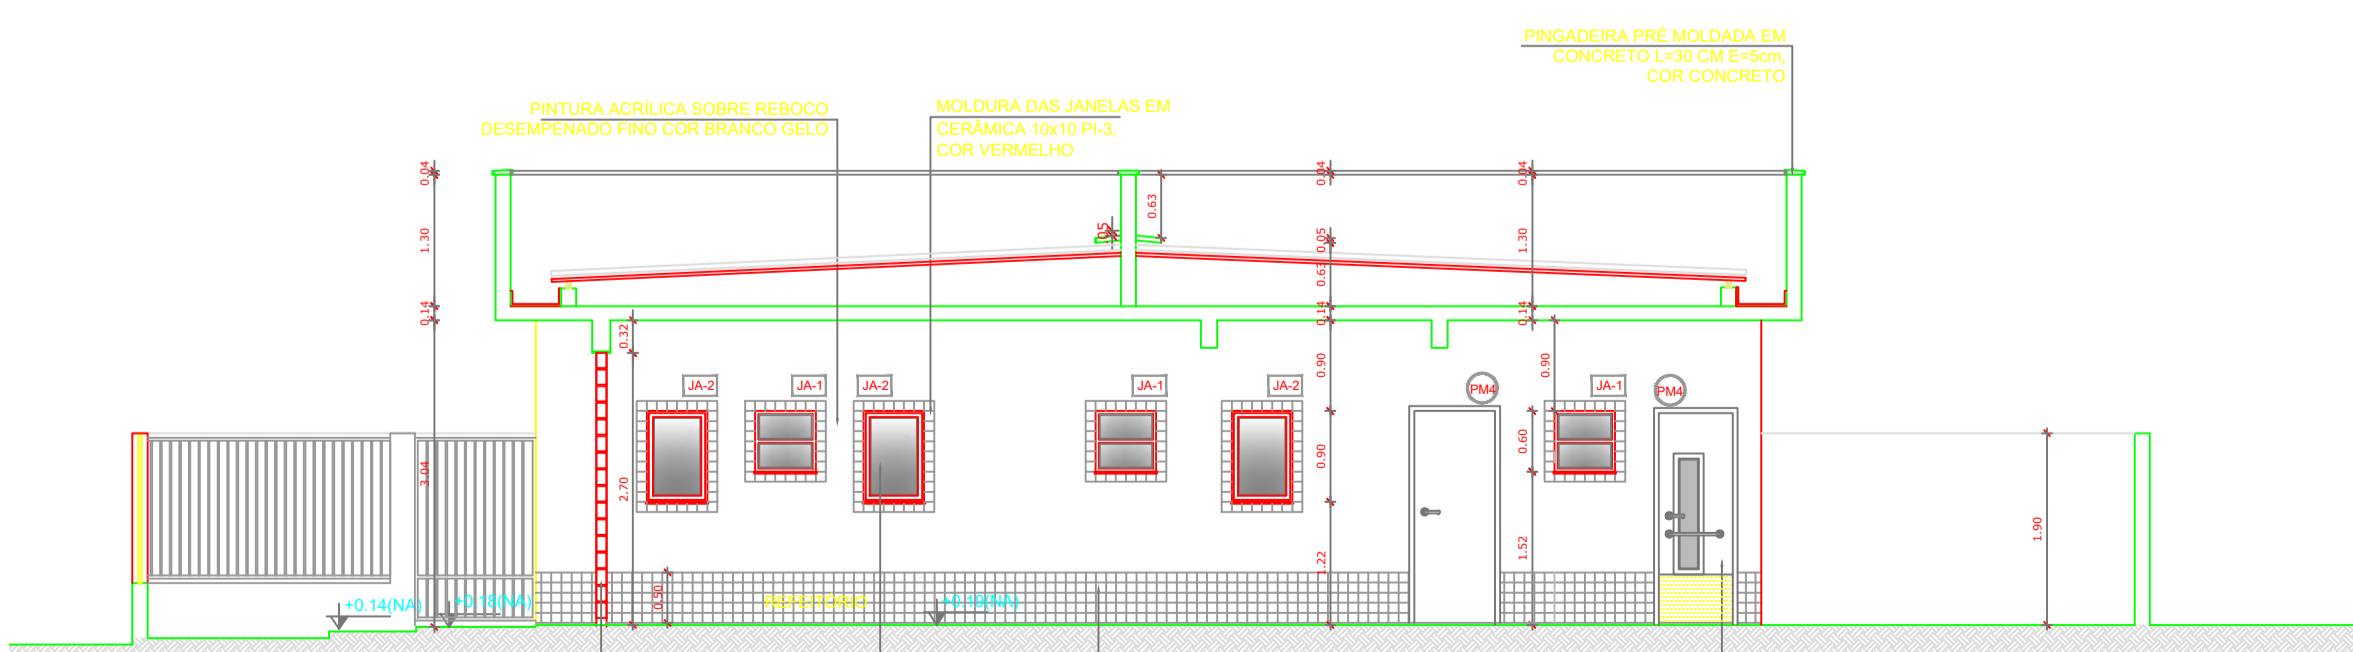 PINGADEIRA PRÉ MOLDADA EM
CONCRETO L=30 CM E=5cm,
COR CONCRETO
PINTURA ACRÍLICA SOBRE REBOCO
DESEMPENADO FINO COR BRANCO GELO
MOLDURA DAS JANELAS EM
CERÂMICA 10x10 PI-3,
COR VERMELHO
0.04
1.30
0.14
3.04
0.32
2.70
0.50
.05
0.63
0.04
0.05
0.63
0.14
0.90
0.90
1.22
0.04
1.30
0.14
0.90
0.60
1.52
1.90
JA-2
JA-1
JA-2
JA-1
JA-2
PM4
JA-1
PM4
+0.14(NA)
+0.18(NA)
REFEITÓRIO
+0.19(NA)